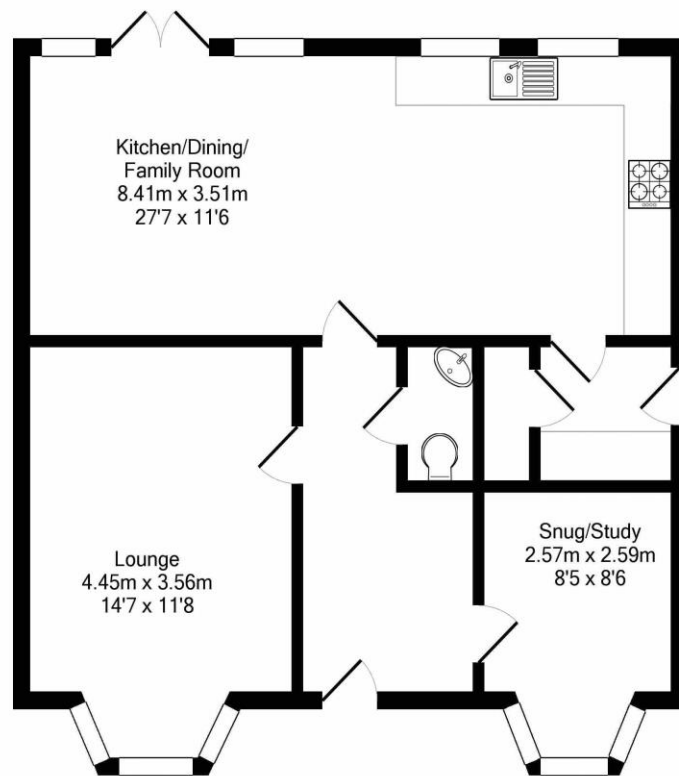 Kitchen/Dining/
Family Room
8.41m x 3.51m
27'7 x 11'6
Lounge
4.45m x 3.56m
14'7 x 11'8
Snug/Study
2.57m x 2.59m
8'5 x 8'6